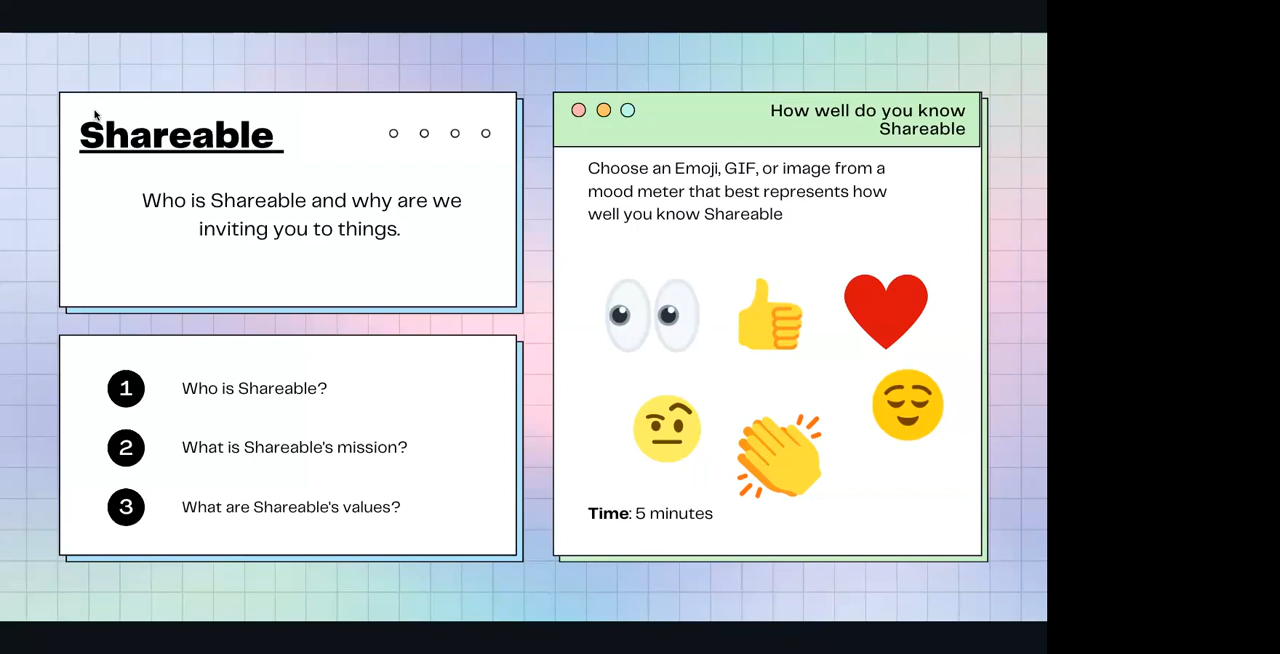 Shareable
Who is Shareable and why are we
inviting you to things.
1 Who is Shareable?
2 What is Shareable's mission?
3 What are Shareable's values?
How well do you know
Shareable
Choose an Emoji, GIF, or image from a
mood meter that best represents how
well you know Shareable
Time: 5 minutes